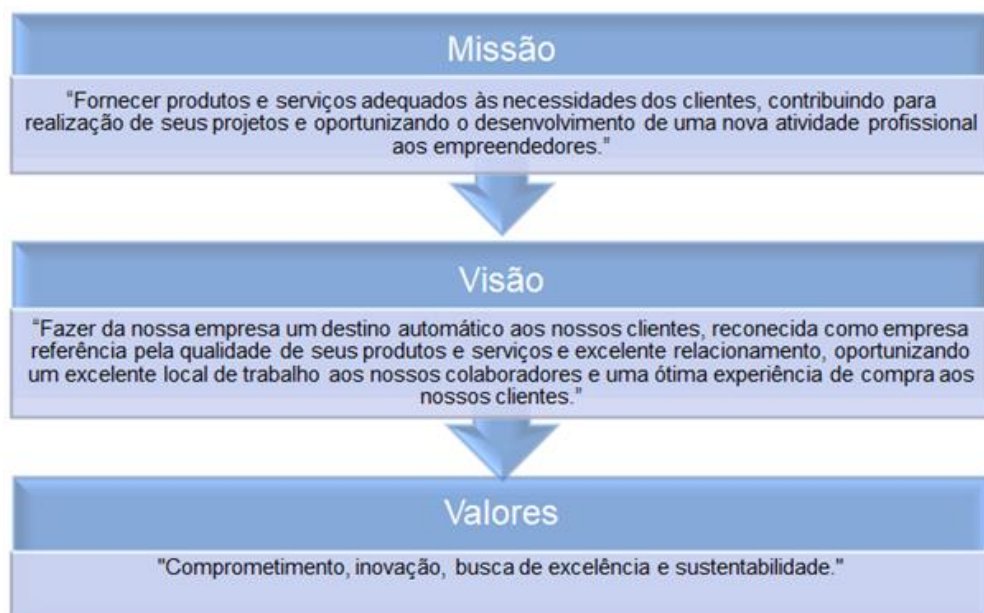 Missão
“Fornecer produtos e serviços adequados às necessidades dos clientes, contribuindo para
realização de seus projetos e oportunizando o desenvolvimento de uma nova atividade profissional
aos empreendedores.”
Visão
“Fazer da nossa empresa um destino automático aos nossos clientes, reconecida como empresa
referência pela qualidade de seus produtos e serviços e excelente relacionamento, oportunizando
um excelente local de trabalho aos nossos colaboradores e uma ótima experiência de compra aos
nossos clientes.”
Valores
"Comprometimento, inovação, busca de excelência e sustentabilidade."